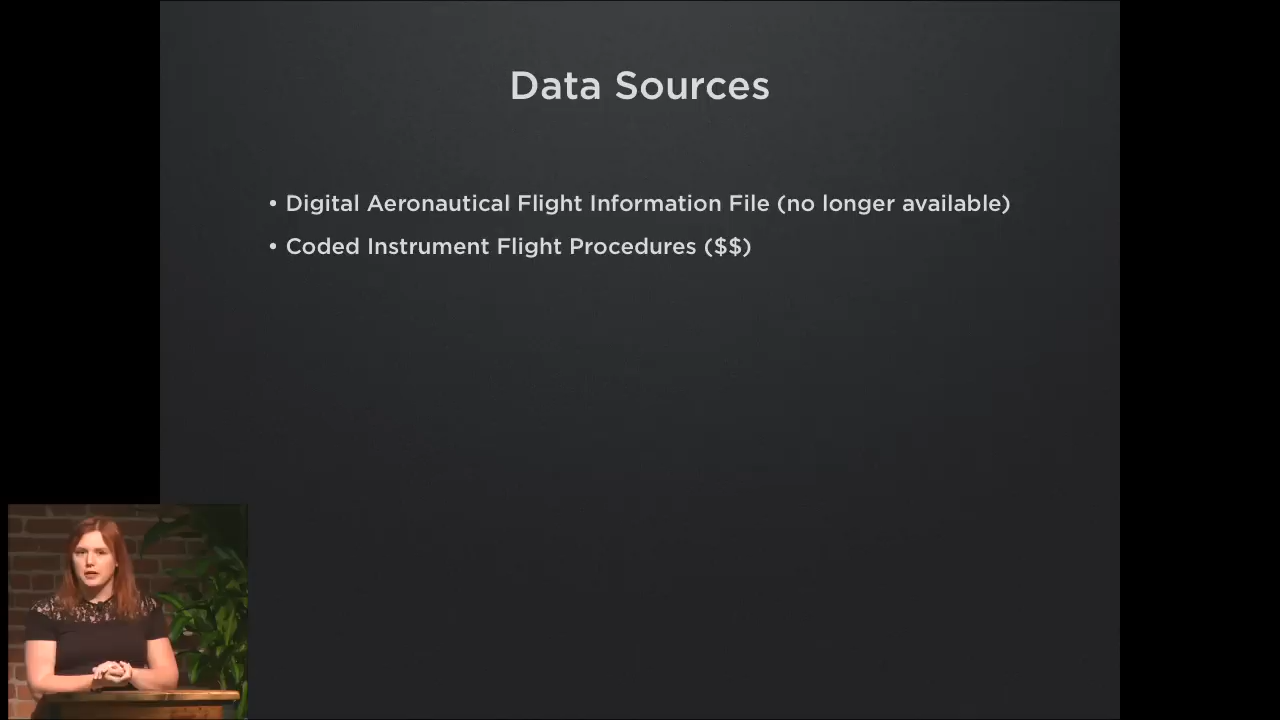 Data Sources
• Digital Aeronautical Flight Information File (no longer available)
• Coded Instrument Flight Procedures ($$)